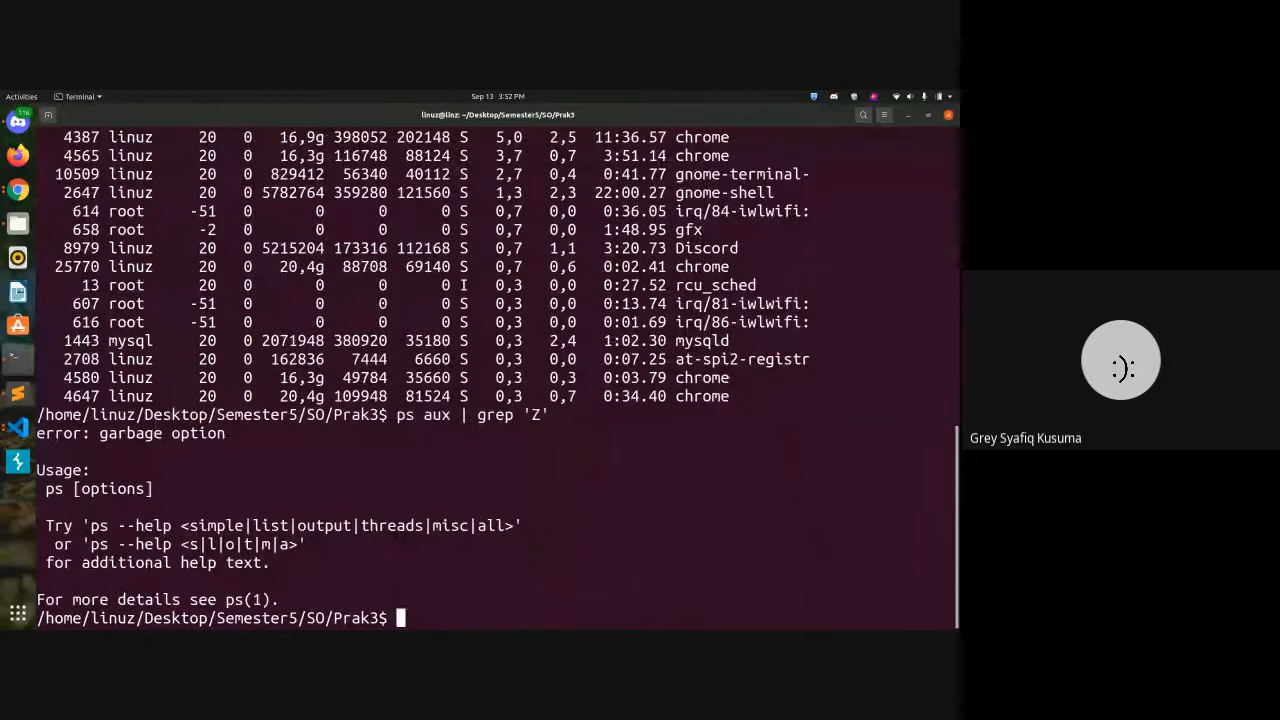 Activities
Terminal
Sep 13 3:52 PM
116
linuz@linz: ~/Desktop/Semester5/SO/Prak3
4387 linuz 20 0 16,9g 398052 202148 S 5,0 2,5 11:36.57 chrome
4565 linuz 20 0 16,3g 116748 88124 S 3,7 0,7 3:51.14 chrome
10509 linuz 20 0 829412 56340 40112 S 2,7 0,4 0:41.77 gnome-terminal-
2647 linuz 20 0 5782764 359280 121560 S 1,3 2,3 22:00.27 gnome-shell
614 root -51 0 0 0 0 S 0,7 0,0 0:36.05 irq/84-iwlwifi:
658 root -2 0 0 0 0 S 0,7 0,0 1:48.95 gfx
8979 linuz 20 0 5215204 173316 112168 S 0,7 1,1 3:20.73 Discord
25770 linuz 20 0 20,4g 88708 69140 S 0,7 0,6 0:02.41 chrome
13 root 20 0 0 0 0 I 0,3 0,0 0:27.52 rcu_sched
607 root -51 0 0 0 0 S 0,3 0,0 0:13.74 irq/81-iwlwifi:
616 root -51 0 0 0 0 S 0,3 0,0 0:01.69 irq/86-iwlwifi:
1443 mysql 20 0 2071948 380920 35180 S 0,3 2,4 1:02.30 mysqld
2708 linuz 20 0 162836 7444 6660 S 0,3 0,0 0:07.25 at-spi2-registr
4580 linuz 20 0 16,3g 49784 35660 S 0,3 0,3 0:03.79 chrome
4647 linuz 20 0 20,4g 109948 81524 S 0,3 0,7 0:34.40 chrome
/home/linuz/Desktop/Semester5/SO/Prak3$ ps aux | grep 'Z'
error: garbage option
Usage:
ps [options]
Try 'ps --help <simple|list|output|threads|misc|all>'
or 'ps --help <s|l|o|t|m|a>'
for additional help text.
For more details see ps(1).
/home/linuz/Desktop/Semester5/SO/Prak3$
:):
Grey Syafiq Kusuma